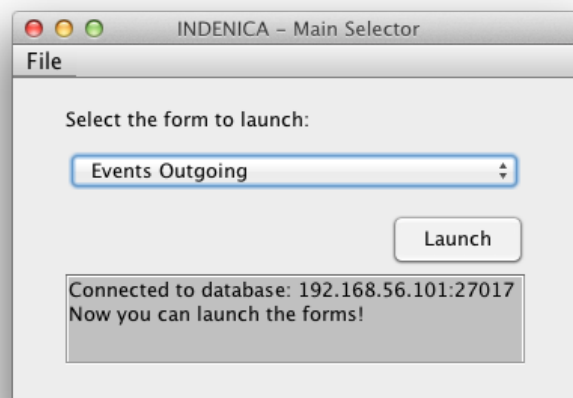 INDENICA – Main Selector
File
Select the form to launch:
Events Outgoing
Launch
Connected to database: 192.168.56.101:27017
Now you can launch the forms!